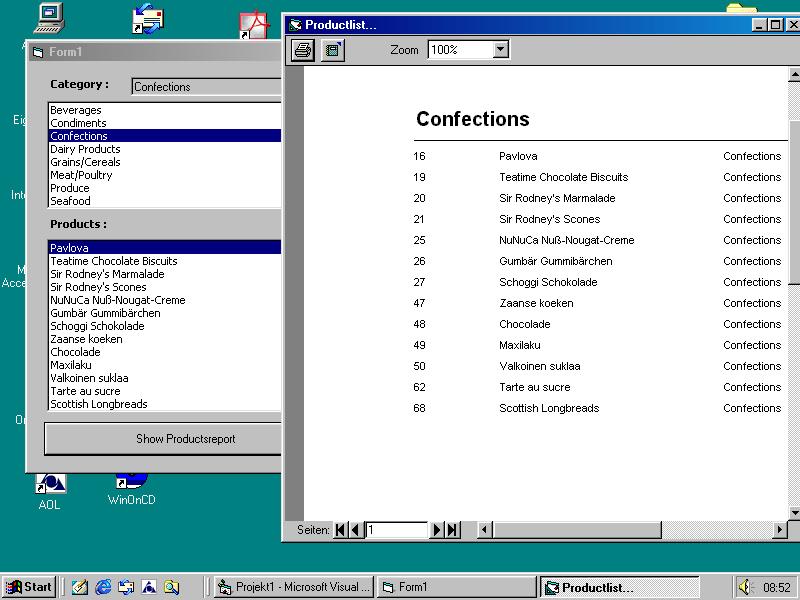 Form1
Category :
Confections
Beverages
Condiments
Confections
Dairy Products
Grains/Cereals
Meat/Poultry
Produce
Seafood
Products :
Pavlova
Teatime Chocolate Biscuits
Sir Rodney's Marmalade
Sir Rodney's Scones
NuNuCa Nuß-Nougat-Creme
Gumbär Gummibärchen
Schoggi Schokolade
Zaanse koeken
Chocolade
Maxilaku
Valkoinen suklaa
Tarte au sucre
Scottish Longbreads
Show Productsreport
Productlist...
Zoom 100%
Confections
16 Pavlova Confections
19 Teatime Chocolate Biscuits Confections
20 Sir Rodney's Marmalade Confections
21 Sir Rodney's Scones Confections
25 NuNuCa Nuß-Nougat-Creme Confections
26 Gumbär Gummibärchen Confections
27 Schoggi Schokolade Confections
47 Zaanse koeken Confections
48 Chocolade Confections
49 Maxilaku Confections
50 Valkoinen suklaa Confections
62 Tarte au sucre Confections
68 Scottish Longbreads Confections
Seiten: 1
AOL
WinOnCD
Start
Projekt1 - Microsoft Visual ...
Form1
Productlist...
08:52